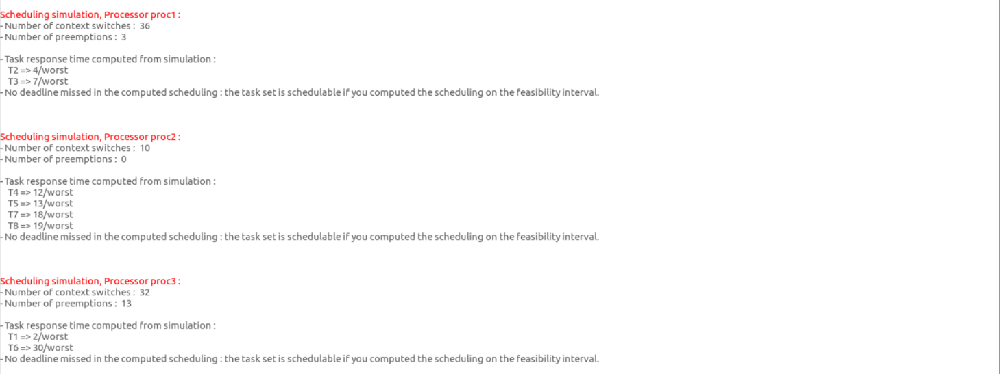 Scheduling simulation, Processor proc1 :
- Number of context switches :  36
- Number of preemptions :  3
- Task response time computed from simulation :
T2 => 4/worst
T3 => 7/worst
- No deadline missed in the computed scheduling : the task set is schedulable if you computed the scheduling on the feasibility interval.
Scheduling simulation, Processor proc2 :
- Number of context switches :  10
- Number of preemptions :  0
- Task response time computed from simulation :
T4 => 12/worst
T5 => 13/worst
T7 => 18/worst
T8 => 19/worst
- No deadline missed in the computed scheduling : the task set is schedulable if you computed the scheduling on the feasibility interval.
Scheduling simulation, Processor proc3 :
- Number of context switches :  32
- Number of preemptions :  13
- Task response time computed from simulation :
T1 => 2/worst
T6 => 30/worst
- No deadline missed in the computed scheduling : the task set is schedulable if you computed the scheduling on the feasibility interval.